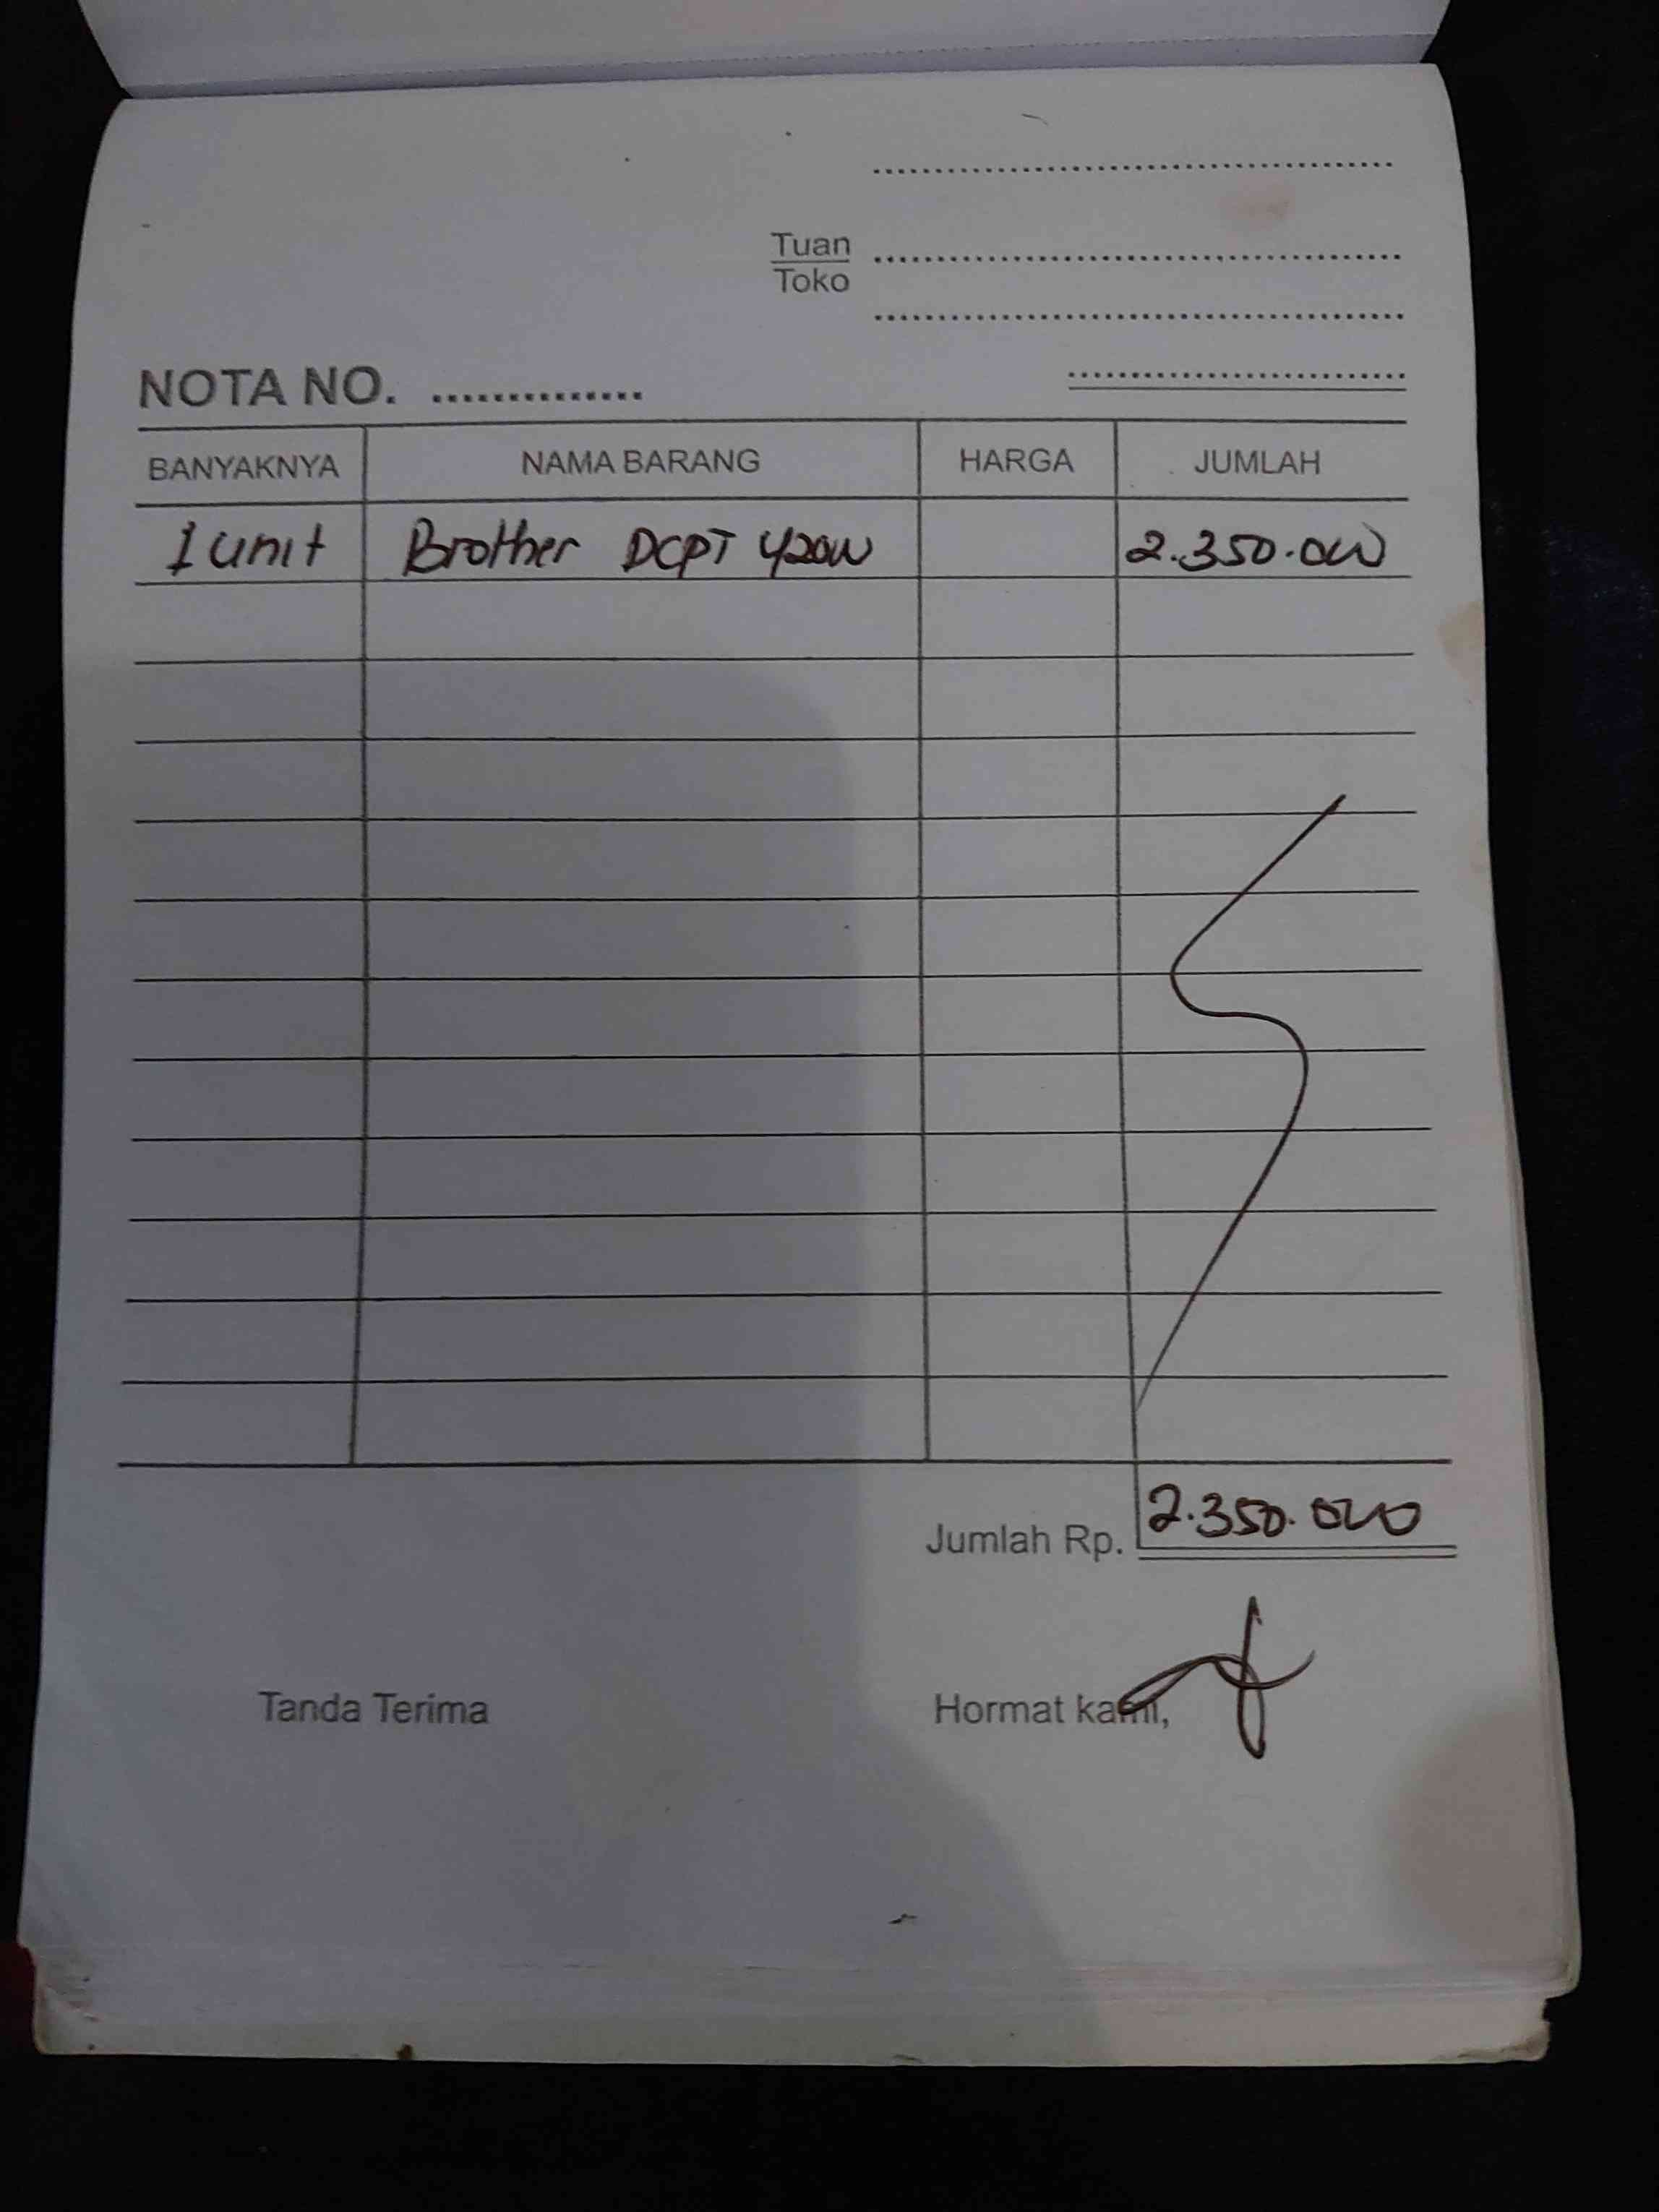 Tuan
Toko
NOTA NO. ..............
BANYAKNYA NAMA BARANG HARGA JUMLAH
1 unit Brother DCPT 420W 2.350.000
Jumlah Rp. 2.350.000
Tanda Terima Hormat kami,